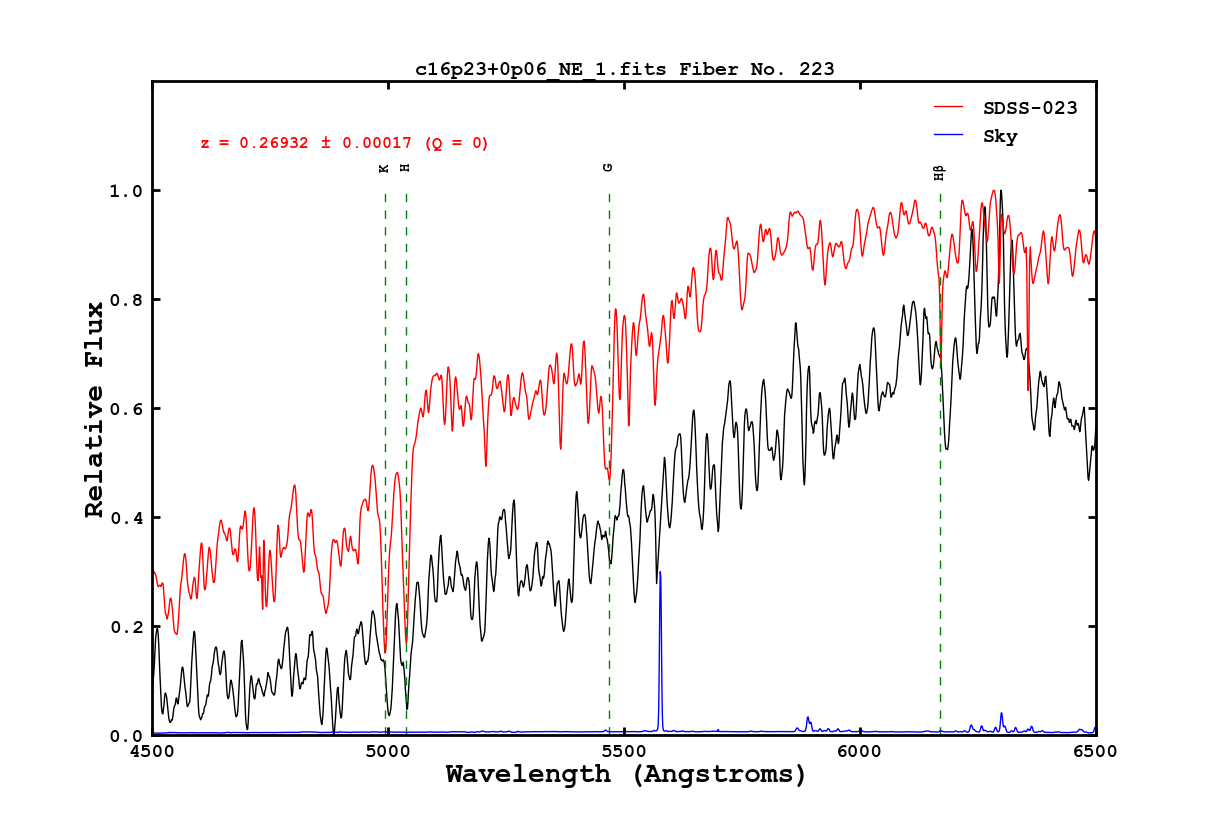 c16p23+0p06_NE_1.fits Fiber No. 223
SDSS-023
Sky
z = 0.26932 ± 0.00017 (Q = 0)
K
H
G
Hβ
1.0
0.8
0.6
0.4
0.2
0.0
Relative Flux
4500
5000
5500
6000
6500
Wavelength (Angstroms)